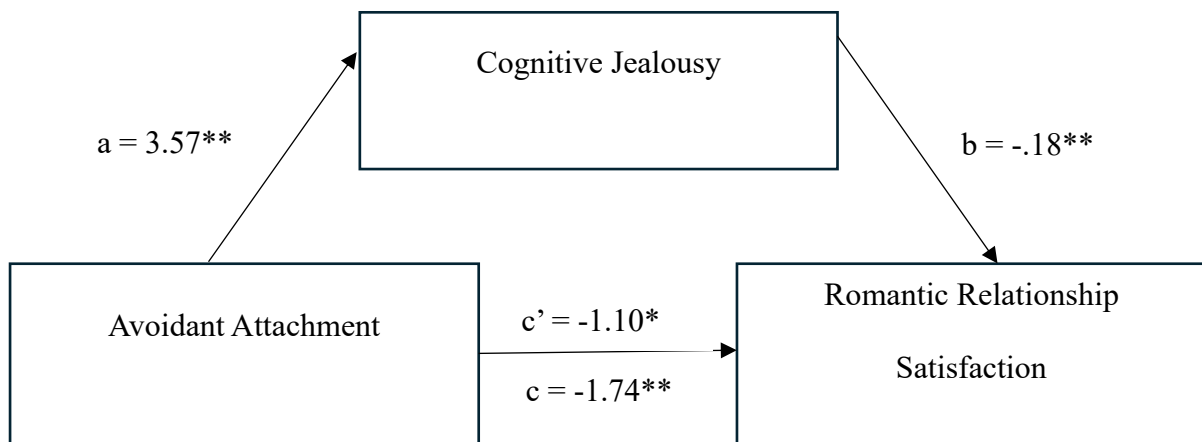 Cognitive Jealousy
a = 3.57**
b = -.18**
Avoidant Attachment
c’ = -1.10*
c = -1.74**
Romantic Relationship
Satisfaction